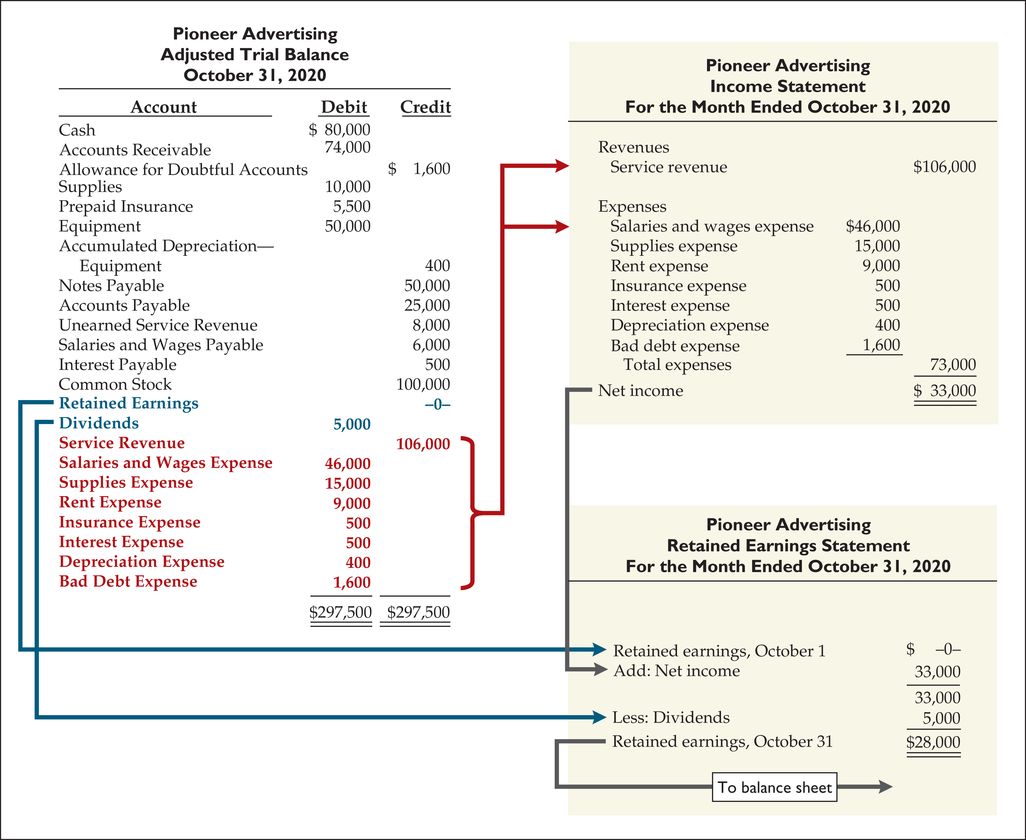 Pioneer Advertising
Adjusted Trial Balance
October 31, 2020
Account Debit Credit
Cash $ 80,000
Accounts Receivable 74,000
Allowance for Doubtful Accounts $ 1,600
Supplies 10,000
Prepaid Insurance 5,500
Equipment 50,000
Accumulated Depreciation—
Equipment 400
Notes Payable 50,000
Accounts Payable 25,000
Unearned Service Revenue 8,000
Salaries and Wages Payable 6,000
Interest Payable 500
Common Stock 100,000
Retained Earnings –0–
Dividends 5,000
Service Revenue 106,000
Salaries and Wages Expense 46,000
Supplies Expense 15,000
Rent Expense 9,000
Insurance Expense 500
Interest Expense 500
Depreciation Expense 400
Bad Debt Expense 1,600
$297,500 $297,500
Pioneer Advertising
Income Statement
For the Month Ended October 31, 2020
Revenues
Service revenue $106,000
Expenses
Salaries and wages expense $46,000
Supplies expense 15,000
Rent expense 9,000
Insurance expense 500
Interest expense 500
Depreciation expense 400
Bad debt expense 1,600
Total expenses 73,000
Net income $ 33,000
Pioneer Advertising
Retained Earnings Statement
For the Month Ended October 31, 2020
Retained earnings, October 1 $ –0–
Add: Net income 33,000
33,000
Less: Dividends 5,000
Retained earnings, October 31 $28,000
To balance sheet